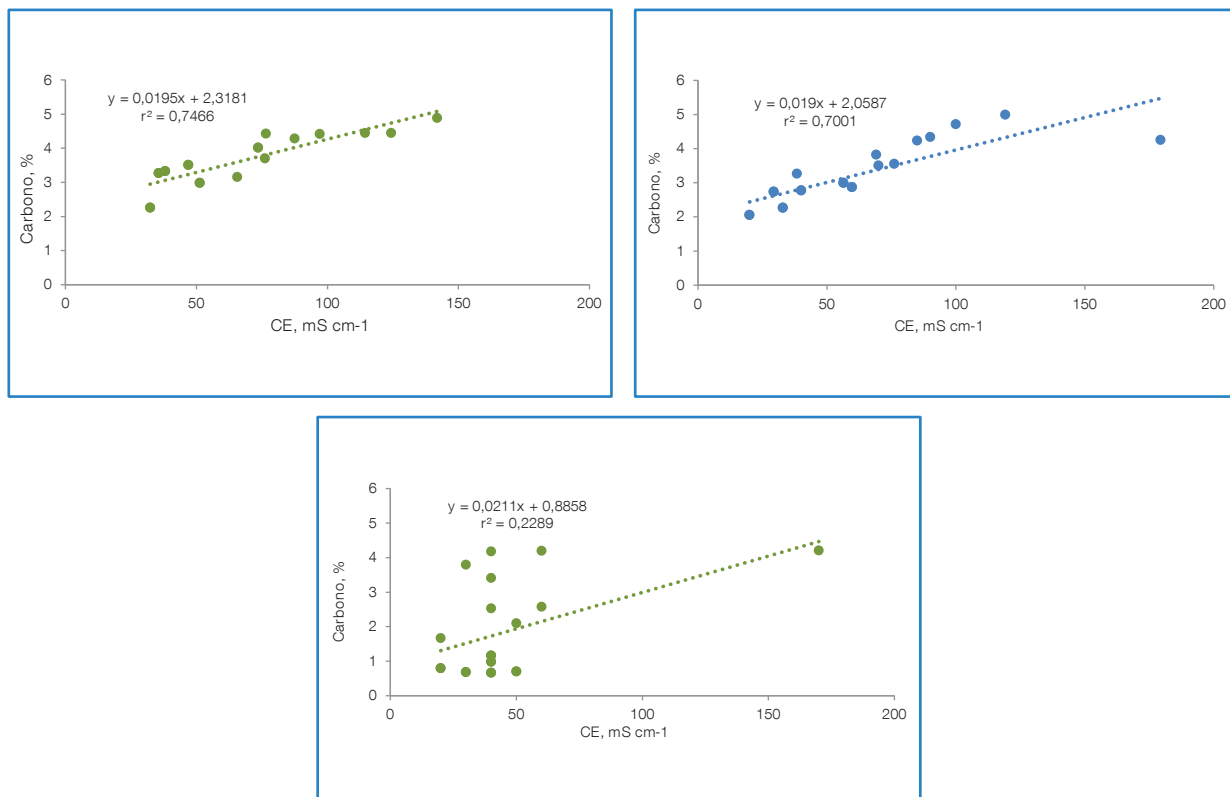 y = 0,0195x + 2,3181
r² = 0,7466
Carbono, %
6
5
4
3
2
1
0
0 50 100 150 200
CE, mS cm-1
y = 0,019x + 2,0587
r² = 0,7001
Carbono, %
6
5
4
3
2
1
0
0 50 100 150 200
CE, mS cm-1
y = 0,0211x + 0,8858
r² = 0,2289
Carbono, %
6
5
4
3
2
1
0
0 50 100 150 200
CE, mS cm-1